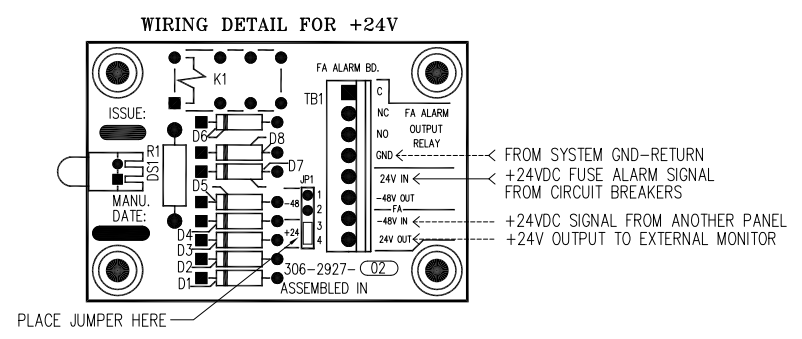 WIRING DETAIL FOR +24V
K1
FA ALARM BD.
TB1
C
NC
NO
GND
FA ALARM
OUTPUT
RELAY
24V IN
-48V OUT
FA
-48V IN
24V OUT
FROM SYSTEM GND-RETURN
+24VDC FUSE ALARM SIGNAL
FROM CIRCUIT BREAKERS
+24VDC SIGNAL FROM ANOTHER PANEL
+24V OUTPUT TO EXTERNAL MONITOR
ISSUE:
R1
DS1
MANU.
DATE:
D6
D8
D7
D5
D4
D3
D2
D1
JP1
-48
+24
1
2
3
4
306-2927-02
ASSEMBLED IN
PLACE JUMPER HERE